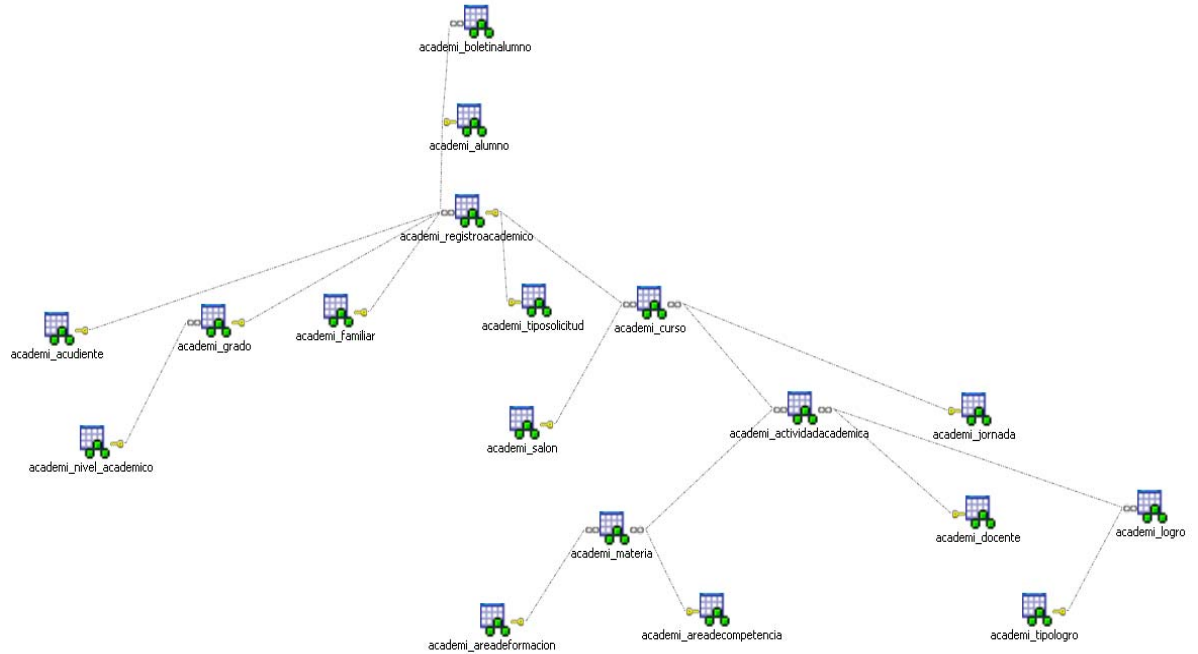 academi_boletinalumno
academi_alumno
academi_registroacademico
academi_acudiente
academi_grado
academi_familiar
academi_tiposolicitud
academi_curso
academi_nivel_academico
academi_salon
academi_actividadacademica
academi_jornada
academi_materia
academi_docente
academi_logro
academi_areadeformacion
academi_areadecompetencia
academi_tipologro